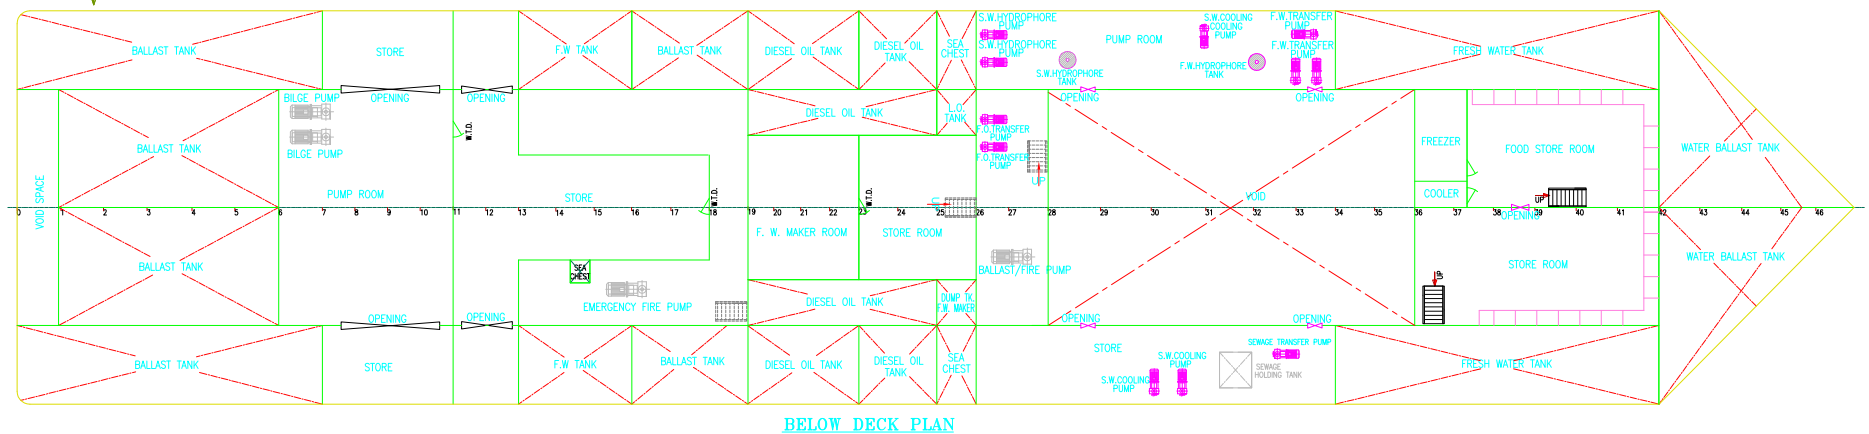 BALLAST TANK
STORE
F.W TANK
BALLAST TANK
DIESEL OIL TANK
DIESEL OIL
TANK
SEA
CHEST
S.W.HYDROPHORE
PUMP
S.W.HYDROPHORE
PUMP
S.W.HYDROPHORE
TANK
PUMP ROOM
S.W.COOLING
COOLING
PUMP
F.W.HYDROPHORE
TANK
F.W.TRANSFER
PUMP
F.W.TRANSFER
PUMP
FRESH WATER TANK
OPENING
OPENING
OPENING
OPENING
BILGE PUMP
BILGE PUMP
BALLAST TANK
PUMP ROOM
W.T.D.
STORE
W.T.D.
DIESEL OIL TANK
L.O.
TANK
F.O.TRANSFER
PUMP
F.O.TRANSFER
PUMP
UP
W.T.D.
VOID
FREEZER
COOLER
FOOD STORE ROOM
UP
OPENING
WATER BALLAST TANK
VOID SPACE
0 1 2 3 4 5 6 7 8 9 10 11 12 13 14 15 16 17 18 19 20 21 22 23 24 25 26 27 28 29 30 31 32 33 34 35 36 37 38 39 40 41 42 43 44 45 46
BALLAST TANK
SEA
CHEST
EMERGENCY FIRE PUMP
F. W. MAKER ROOM
STORE ROOM
BALLAST/FIRE PUMP
UP
STORE ROOM
WATER BALLAST TANK
DIESEL OIL TANK
DUMP TK.
F.W. MAKER
OPENING
OPENING
OPENING
OPENING
BALLAST TANK
STORE
F.W TANK
BALLAST TANK
DIESEL OIL TANK
DIESEL OIL
TANK
SEA
CHEST
STORE
S.W.COOLING
PUMP
S.W.COOLING
PUMP
SEWAGE TRANSFER PUMP
SEWAGE
HOLDING TANK
FRESH WATER TANK
BELOW DECK PLAN